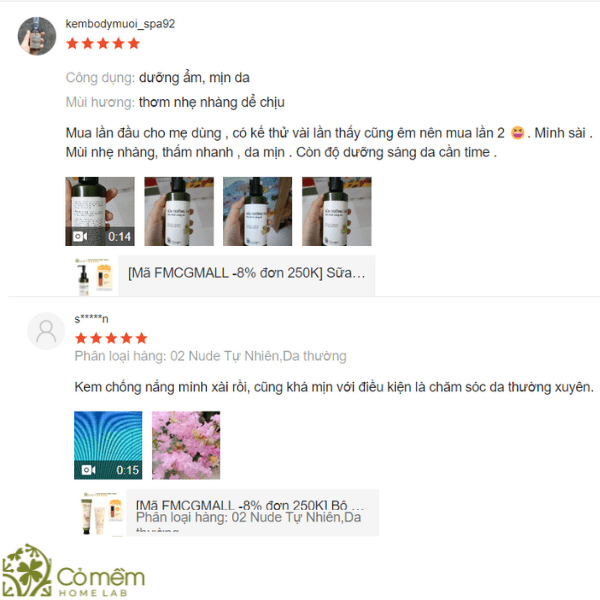 kembodymuoi_spa92
Công dụng: dưỡng ẩm, mịn da
Mùi hương: thơm nhẹ nhàng dể chịu
Mua lần đầu cho mẹ dùng , có kế thử vài lần thấy cũng êm nên mua lần 2 😆 . Mình sài .
Mùi nhẹ nhàng, thấm nhanh , da mịn . Còn độ dưỡng sáng da cần time .
0:14
[Mã FMCGMALL -8% đơn 250K] Sữa…
s*****n
Phân loại hàng: 02 Nude Tự Nhiên,Da thường
Kem chống nắng mình xài rồi, cũng khá mịn với điều kiện là chăm sóc da thường xuyên.
0:15
[Mã FMCGMALL -8% đơn 250K] Bộ …
Phân loại hàng: 02 Nude Tự Nhiên,Da
thường
Cỏ mềm
HOME LAB